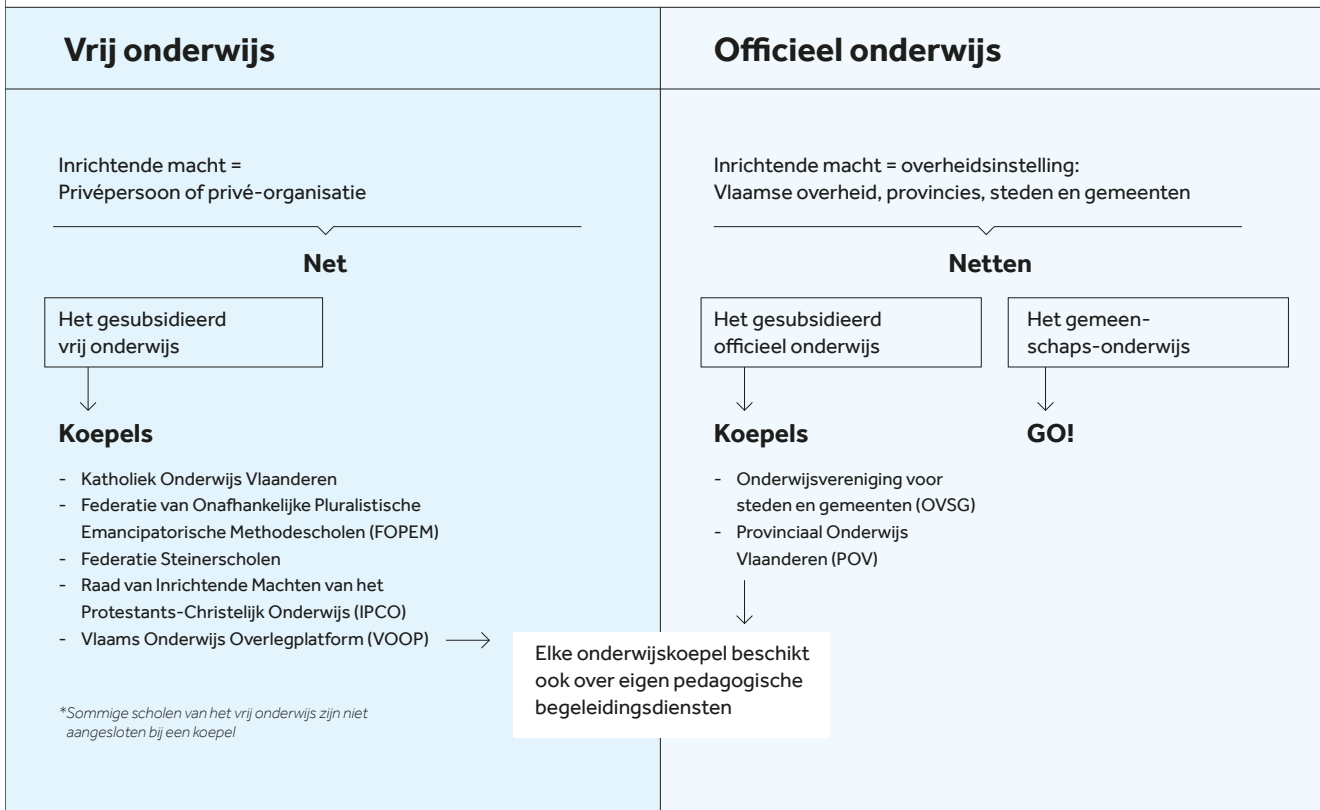 Vrij onderwijs
Inrichtende macht =
Privépersoon of privé-organisatie
Net
Het gesubsidieerd
vrij onderwijs
Koepels
- Katholiek Onderwijs Vlaanderen
- Federatie van Onafhankelijke Pluralistische
Emancipatorische Methodescholen (FOPEM)
- Federatie Steinerscholen
- Raad van Inrichtende Machten van het
Protestants-Christelijk Onderwijs (IPCO)
- Vlaams Onderwijs Overlegplatform (VOOP)
*Sommige scholen van het vrij onderwijs zijn niet
aangesloten bij een koepel
Officieel onderwijs
Inrichtende macht = overheidsinstelling:
Vlaamse overheid, provincies, steden en gemeenten
Netten
Het gesubsidieerd
officieel onderwijs
Koepels
- Onderwijsvereniging voor
steden en gemeenten (OVSG)
- Provinciaal Onderwijs
Vlaanderen (POV)
Het gemeen-
schaps-onderwijs
GO!
Elke onderwijskoepel beschikt
ook over eigen pedagogische
begeleidingsdiensten